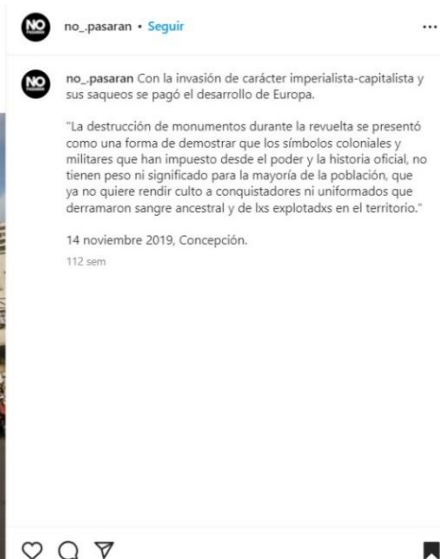 NO
no_.pasaran • Seguir
NO
no_.pasaran Con la invasión de carácter imperialista-capitalista y
sus saqueos se pagó el desarrollo de Europa.
"La destrucción de monumentos durante la revuelta se presentó
como una forma de demostrar que los símbolos coloniales y
militares que han impuesto desde el poder y la historia oficial, no
tienen peso ni significado para la mayoría de la población, que
ya no quiere rendir culto a conquistadores ni uniformados que
derramaron sangre ancestral y de lxs explotadxs en el territorio."
14 noviembre 2019, Concepción.
112 sem